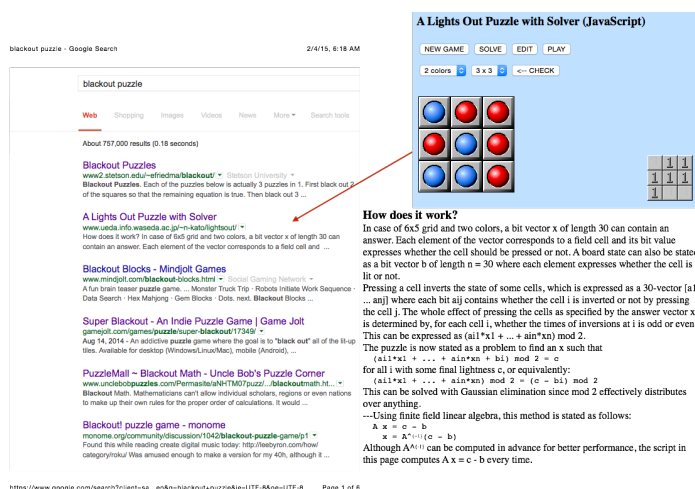 blackout puzzle - Google Search
2/4/15, 6:18 AM
blackout puzzle
Web Shopping Images Videos News More Search tools
About 757,000 results (0.18 seconds)
Blackout Puzzles
www2.stetson.edu/~efriedma/blackout/ Stetson University
Blackout Puzzles. Each of the puzzles below is actually 3 puzzles in 1. First black out 2
of the squares so that the remaining equation is true. Then black out 3 ...
A Lights Out Puzzle with Solver
www.ueda.info.waseda.ac.jp/~n-kato/lightsout/
How does it work? In case of 6x5 grid and two colors, a bit vector x of length 30 can
contain an answer. Each element of the vector corresponds to a field cell and ...
Blackout Blocks - Mindjolt Games
www.mindjolt.com/blackout-blocks.html Social Gaming Network
A fun brain teaser puzzle game. ... Monster Truck Trip · Robots Initiate Work Sequence ·
Data Search · Hex Mahjong · Gem Blocks · Dots. next. Blackout Blocks ...
Super Blackout - An Indie Puzzle Game | Game Jolt
gamejolt.com/games/puzzle/super-blackout/17349/
Aug 14, 2014 - An addictive puzzle game where the goal is to "black out" all of the lit-up
tiles. Available for desktop (Windows/Linux/Mac), mobile (Android), ...
PuzzleMall ~ Blackout Math - Uncle Bob's Puzzle Corner
www.unclebobpuzzles.com/Permasite/aNHTM07puzz/.../blackoutmath.ht...
Blackout Math. Mathematicians can't allow individual scholars, regions or even nations
to make up their own rules for the proper order of calculations. It would ...
Blackout! puzzle game - monome
monome.org/community/discussion/1042/blackout-puzzle-game/p1
Found this while reading create digital music today: http://leebyron.com/how/
category/roku/ Was amused enough to make a version for my 40h, although it ...
https://www.google.com/search?client=sa...en&q=blackout+puzzle&ie=UTF-8&oe=UTF-8
Page 1 of 6
A Lights Out Puzzle with Solver (JavaScript)
NEW GAME SOLVE EDIT PLAY
2 colors 3 x 3 <-- CHECK
1 1
1 1 1
1
How does it work?
In case of 6x5 grid and two colors, a bit vector x of length 30 can contain an
answer. Each element of the vector corresponds to a field cell and its bit value
expresses whether the cell should be pressed or not. A board state can also be state
as a bit vector b of length n = 30 where each element expresses whether the cell is
lit or not.
Pressing a cell inverts the state of some cells, which is expressed as a 30-vector [a1
... anj] where each bit aij contains whether the cell i is inverted or not by pressing
the cell j. The whole effect of pressing the cells as specified by the answer vector x
is determined by, for each cell i, whether the times of inversions at i is odd or even
This can be expressed as (ai1*x1 + ... + ain*xn) mod 2.
The puzzle is now stated as a problem to find an x such that
(ai1*x1 + ... + ain*xn + bi) mod 2 = c
for all i with some final lightness c, or equivalently:
(ai1*x1 + ... + ain*xn) mod 2 = (c - bi) mod 2
This can be solved with Gaussian elimination since mod 2 effectively distributes
over anything.
---Using finite field linear algebra, this method is stated as follows:
A x = c - b
x = A^(-1)(c - b)
Although A^(-1) can be computed in advance for better performance, the script in
this page computes A x = c - b every time.